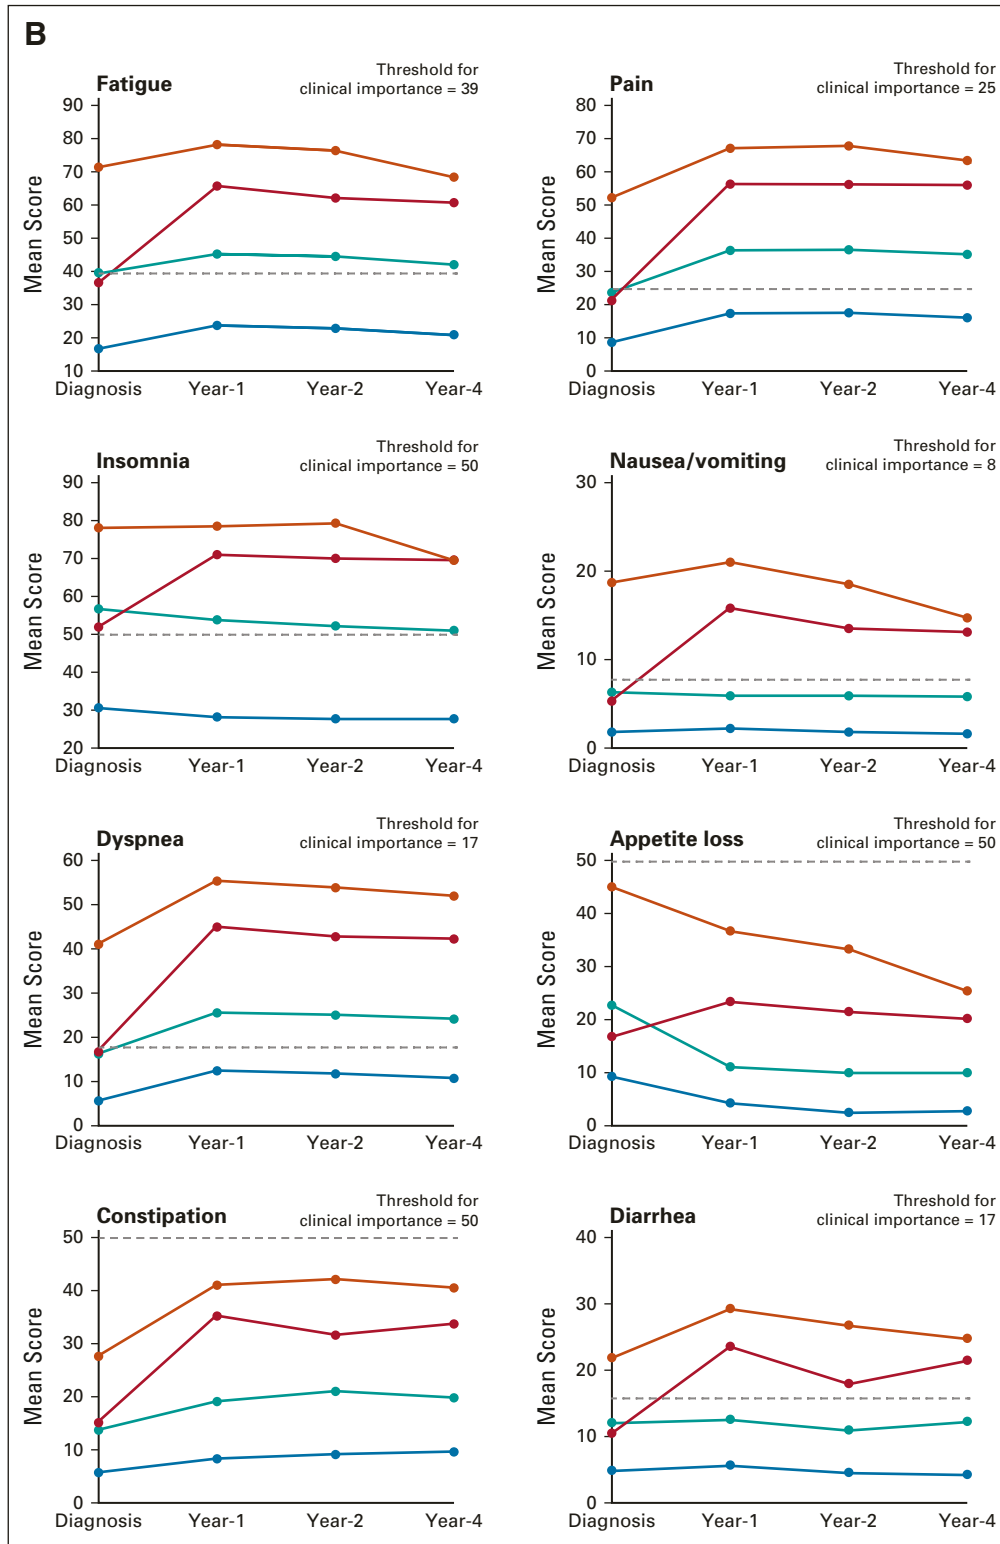 B
Fatigue
Threshold for
clinical importance = 39
Mean Score
90
80
70
60
50
40
30
20
10
Diagnosis Year-1 Year-2 Year-4
Pain
Threshold for
clinical importance = 25
Mean Score
80
70
60
50
40
30
20
10
0
Diagnosis Year-1 Year-2 Year-4
Insomnia
Threshold for
clinical importance = 50
Mean Score
90
80
70
60
50
40
30
20
Diagnosis Year-1 Year-2 Year-4
Nausea/vomiting
Threshold for
clinical importance = 8
Mean Score
30
20
10
0
Diagnosis Year-1 Year-2 Year-4
Dyspnea
Threshold for
clinical importance = 17
Mean Score
60
50
40
30
20
10
0
Diagnosis Year-1 Year-2 Year-4
Appetite loss
Threshold for
clinical importance = 50
Mean Score
50
40
30
20
10
0
Diagnosis Year-1 Year-2 Year-4
Constipation
Threshold for
clinical importance = 50
Mean Score
50
40
30
20
10
0
Diagnosis Year-1 Year-2 Year-4
Diarrhea
Threshold for
clinical importance = 17
Mean Score
40
30
20
10
0
Diagnosis Year-1 Year-2 Year-4